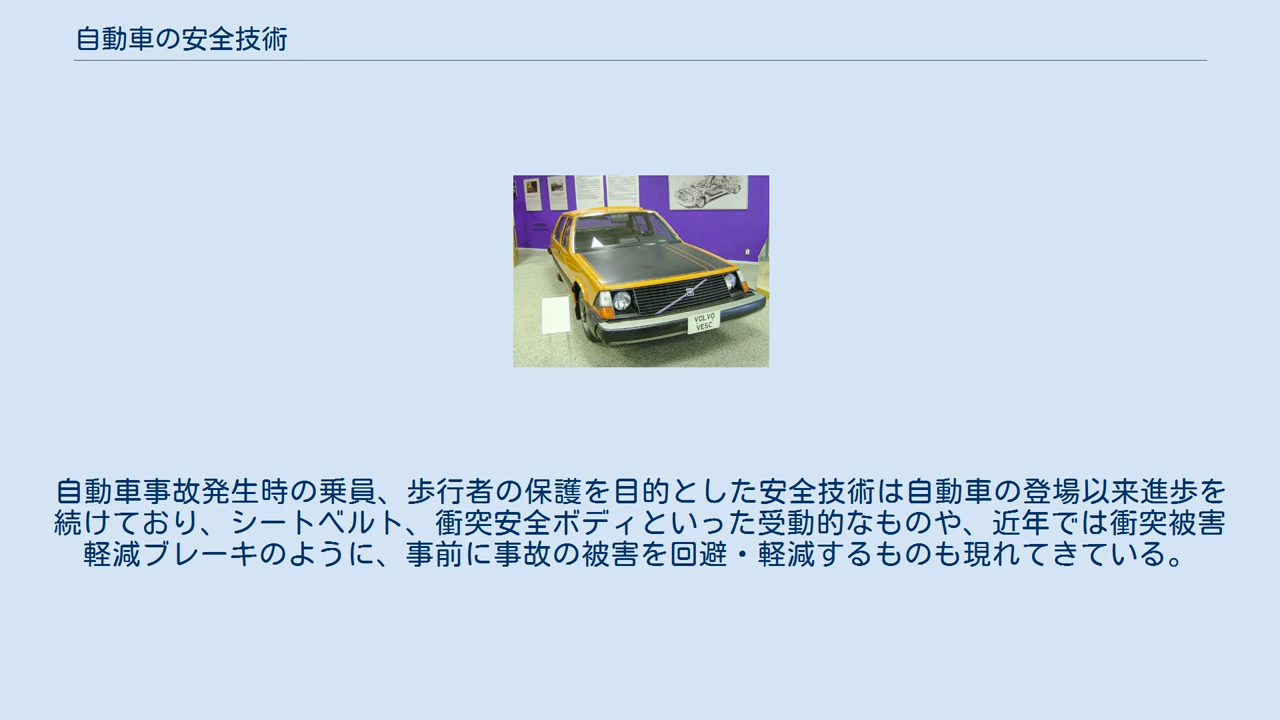 自動車の安全技術
VOLVO
VESC
自動車事故発生時の乗員、歩行者の保護を目的とした安全技術は自動車の登場以来進歩を
続けており、シートベルト、衝突安全ボディといった受動的なものや、近年では衝突被害
軽減ブレーキのように、事前に事故の被害を回避・軽減するものも現れてきている。